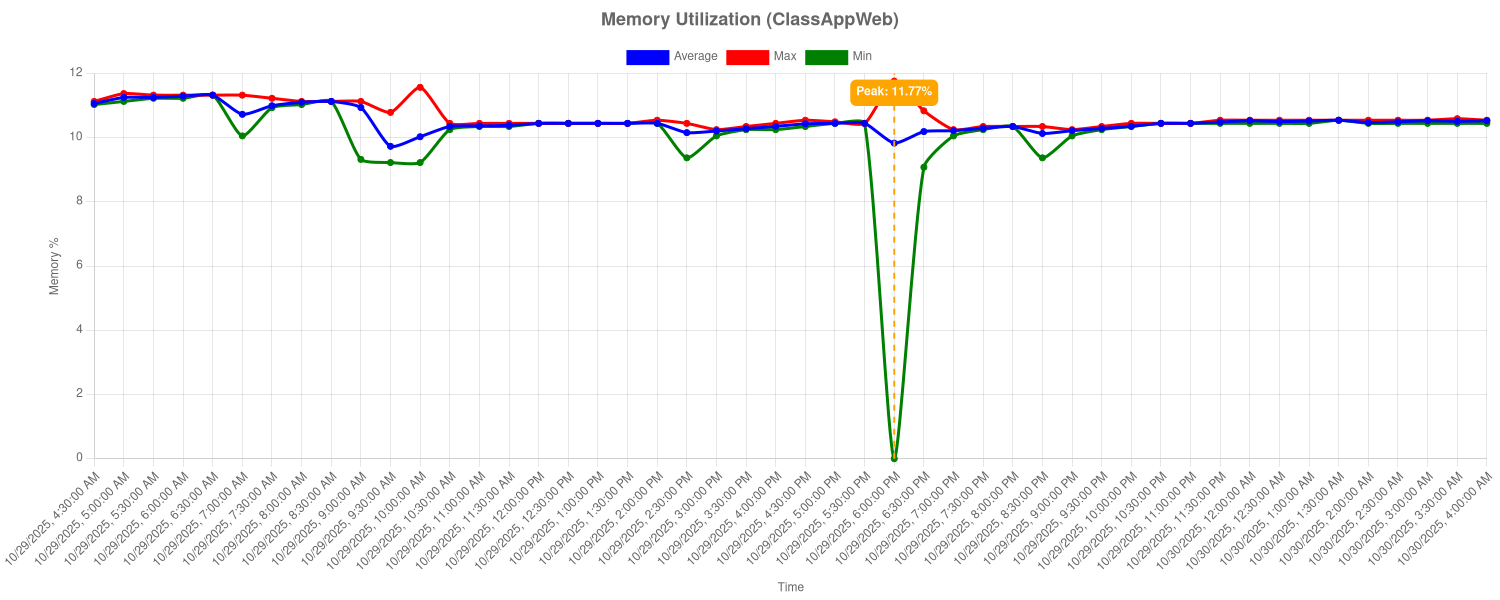 Memory Utilization (ClassAppWeb)
Average Max Min
Peak: 11.77%
12
10
8
6
4
2
0
Memory %
10/29/2025, 4:30:00 AM
10/29/2025, 5:00:00 AM
10/29/2025, 5:30:00 AM
10/29/2025, 6:00:00 AM
10/29/2025, 6:30:00 AM
10/29/2025, 7:00:00 AM
10/29/2025, 7:30:00 AM
10/29/2025, 8:00:00 AM
10/29/2025, 8:30:00 AM
10/29/2025, 9:00:00 AM
10/29/2025, 9:30:00 AM
10/29/2025, 10:00:00 AM
10/29/2025, 10:30:00 AM
10/29/2025, 11:00:00 AM
10/29/2025, 11:30:00 AM
10/29/2025, 12:00:00 PM
10/29/2025, 12:30:00 PM
10/29/2025, 1:00:00 PM
10/29/2025, 1:30:00 PM
10/29/2025, 2:00:00 PM
10/29/2025, 2:30:00 PM
10/29/2025, 3:00:00 PM
10/29/2025, 3:30:00 PM
10/29/2025, 4:00:00 PM
10/29/2025, 4:30:00 PM
10/29/2025, 5:00:00 PM
10/29/2025, 5:30:00 PM
10/29/2025, 6:00:00 PM
10/29/2025, 6:30:00 PM
10/29/2025, 7:00:00 PM
10/29/2025, 7:30:00 PM
10/29/2025, 8:00:00 PM
10/29/2025, 8:30:00 PM
10/29/2025, 9:00:00 PM
10/29/2025, 9:30:00 PM
10/29/2025, 10:00:00 PM
10/29/2025, 10:30:00 PM
10/29/2025, 11:00:00 PM
10/29/2025, 11:30:00 PM
10/30/2025, 12:00:00 AM
10/30/2025, 12:30:00 AM
10/30/2025, 1:00:00 AM
10/30/2025, 1:30:00 AM
10/30/2025, 2:00:00 AM
10/30/2025, 2:30:00 AM
10/30/2025, 3:00:00 AM
10/30/2025, 3:30:00 AM
10/30/2025, 4:00:00 AM
Time